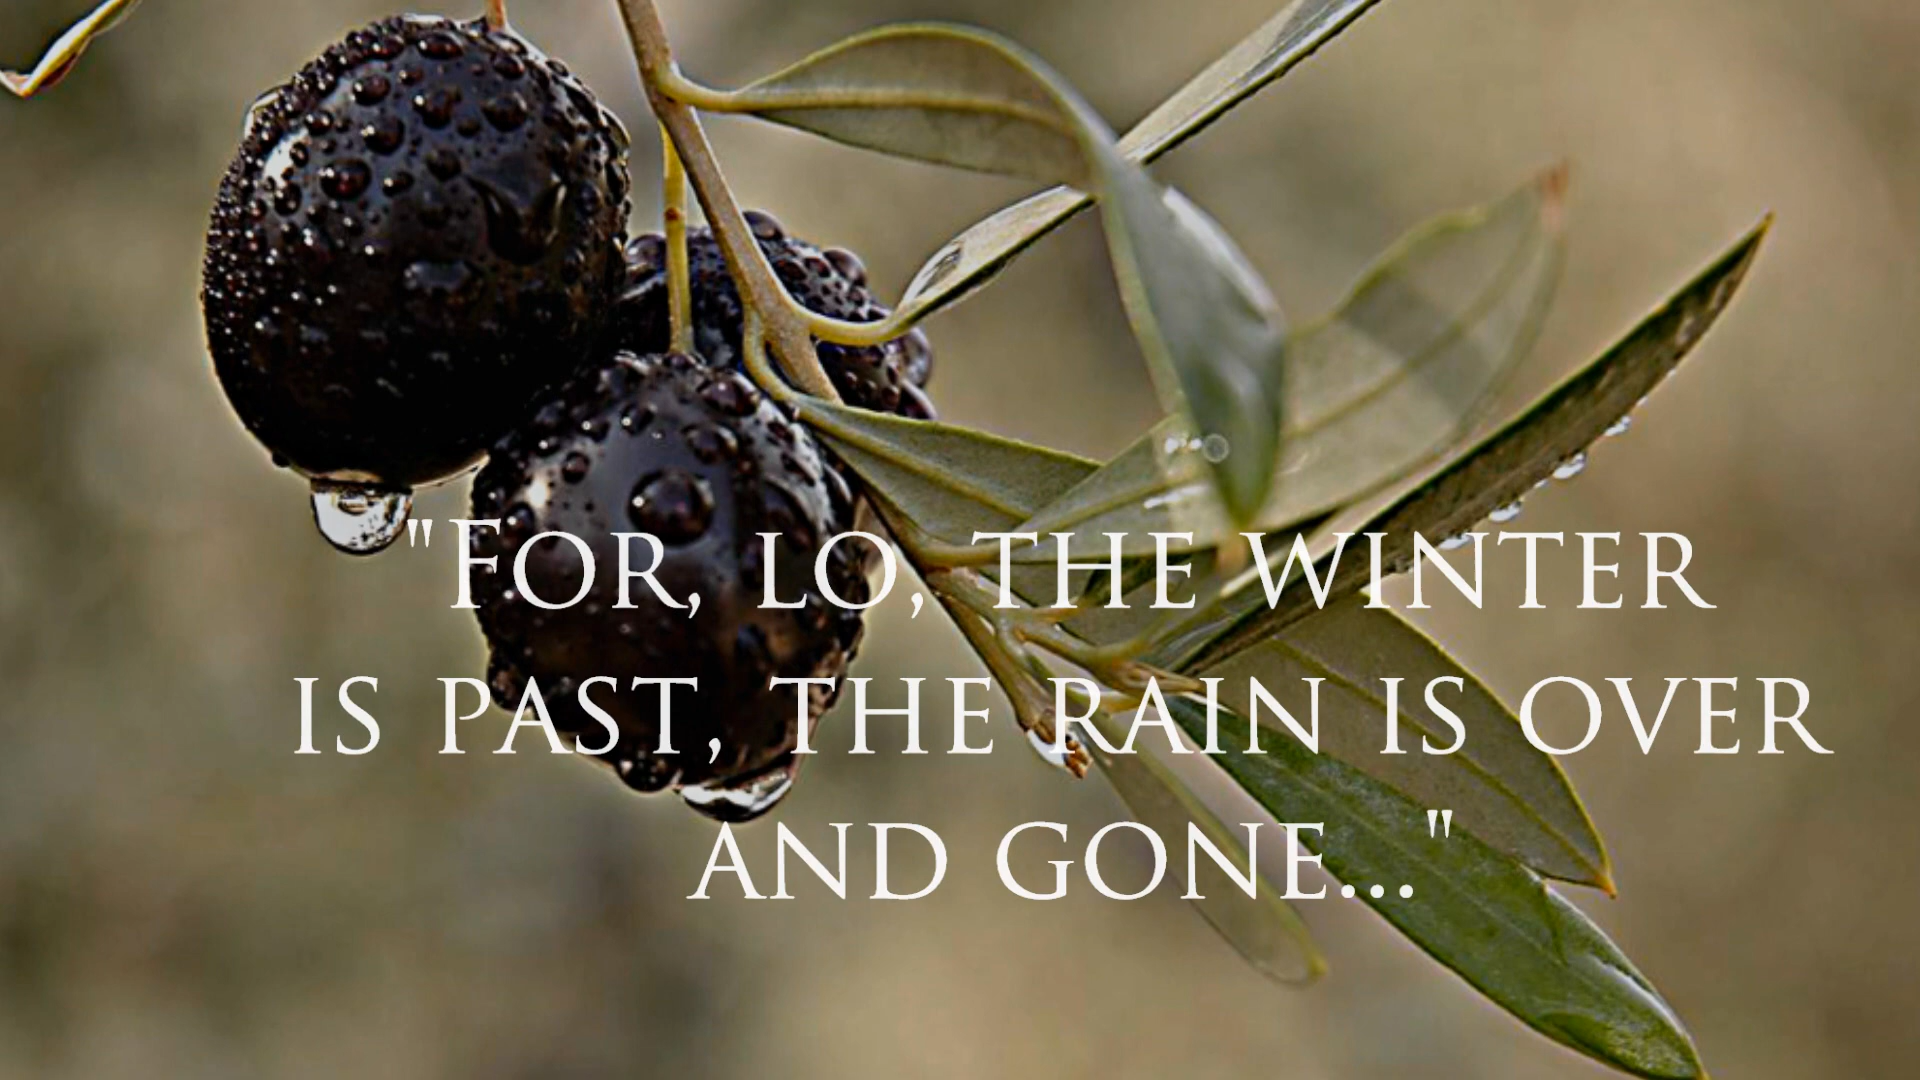 "For, lo, the winter
is past, the rain is over
and gone..."